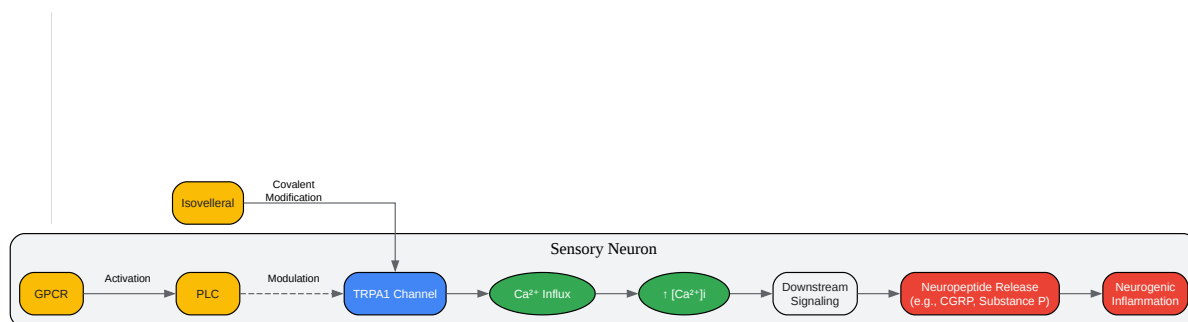 Isovelleral
Covalent
Modification
Sensory Neuron
GPCR
Activation
PLC
Modulation
TRPA1 Channel
Ca²⁺ Influx
↑ [Ca²⁺]i
Downstream
Signaling
Neuropeptide Release
(e.g., CGRP, Substance P)
Neurogenic
Inflammation